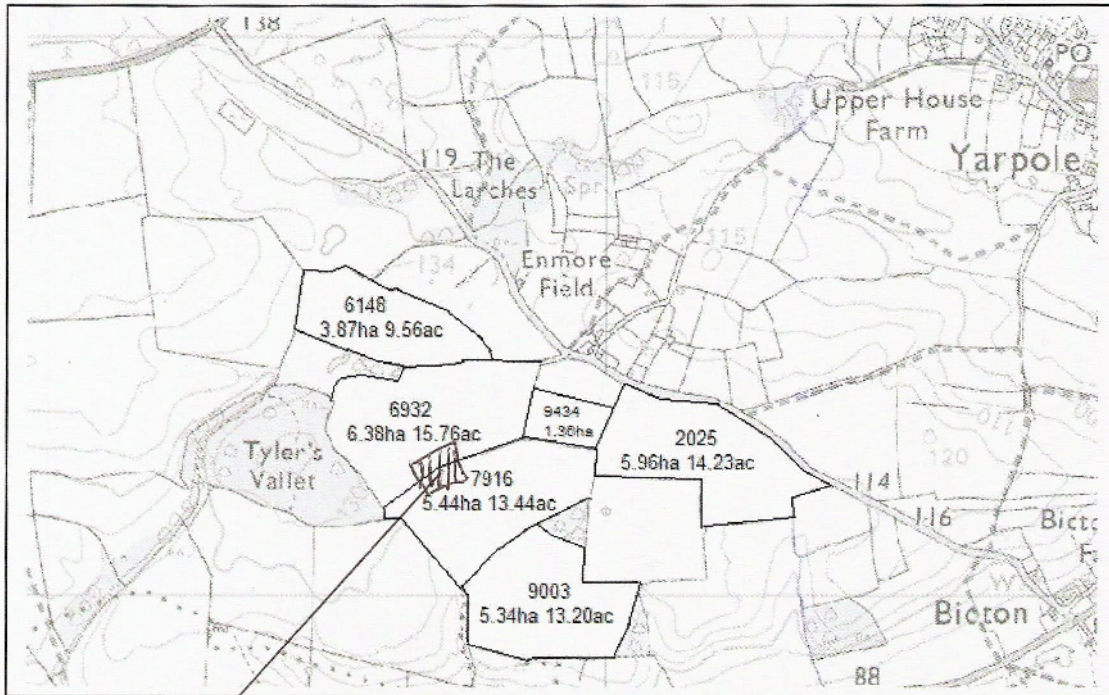 138
PO
115
Upper House
Farm
Yarpole
119 The
Larches
Spr
115
134
Enmore
Field
6148
3.87ha 9.56ac
6932
6.38ha 15.76ac
9434
1.36ha
2025
5.96ha 14.23ac
120
Tyler's
Vallet
7916
5.44ha 13.44ac
114
116
9003
5.34ha 13.20ac
W
Bicton
88